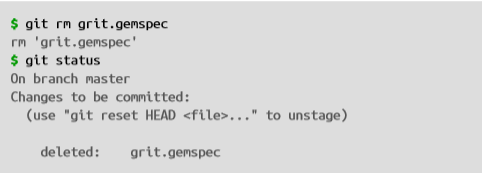 $ git rm grit.gemspec
rm 'grit.gemspec'
$ git status
On branch master
Changes to be committed:
  (use "git reset HEAD <file>..." to unstage)

    deleted:    grit.gemspec